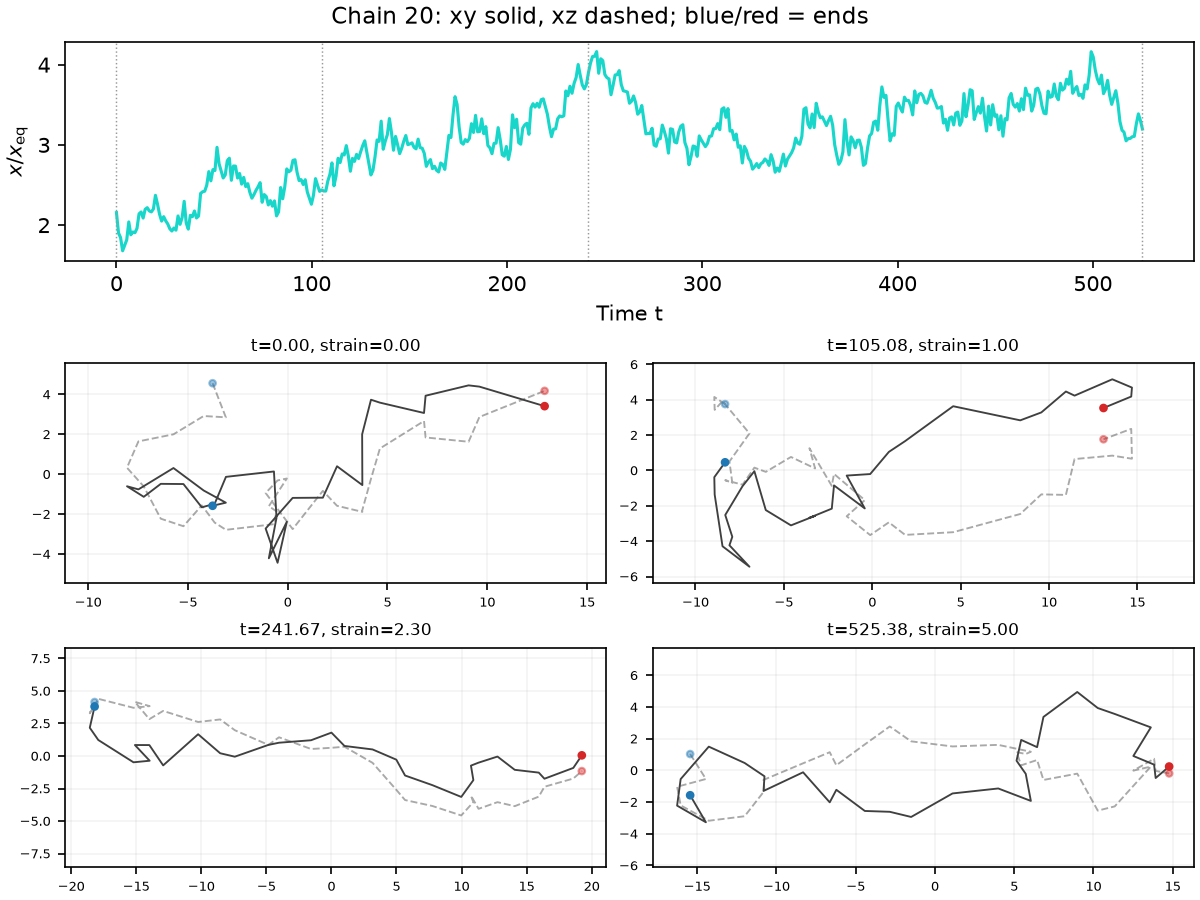 Chain 20: xy solid, xz dashed; blue/red = ends
4
3
2
x/x_eq
0 100 200 300 400 500
Time t
t=0.00, strain=0.00
4
2
0
−2
−4
−10 −5 0 5 10 15
t=105.08, strain=1.00
6
4
2
0
−2
−4
−6
−10 −5 0 5 10 15
t=241.67, strain=2.30
7.5
5.0
2.5
0.0
−2.5
−5.0
−7.5
−20 −15 −10 −5 0 5 10 15 20
t=525.38, strain=5.00
6
4
2
0
−2
−4
−6
−15 −10 −5 0 5 10 15